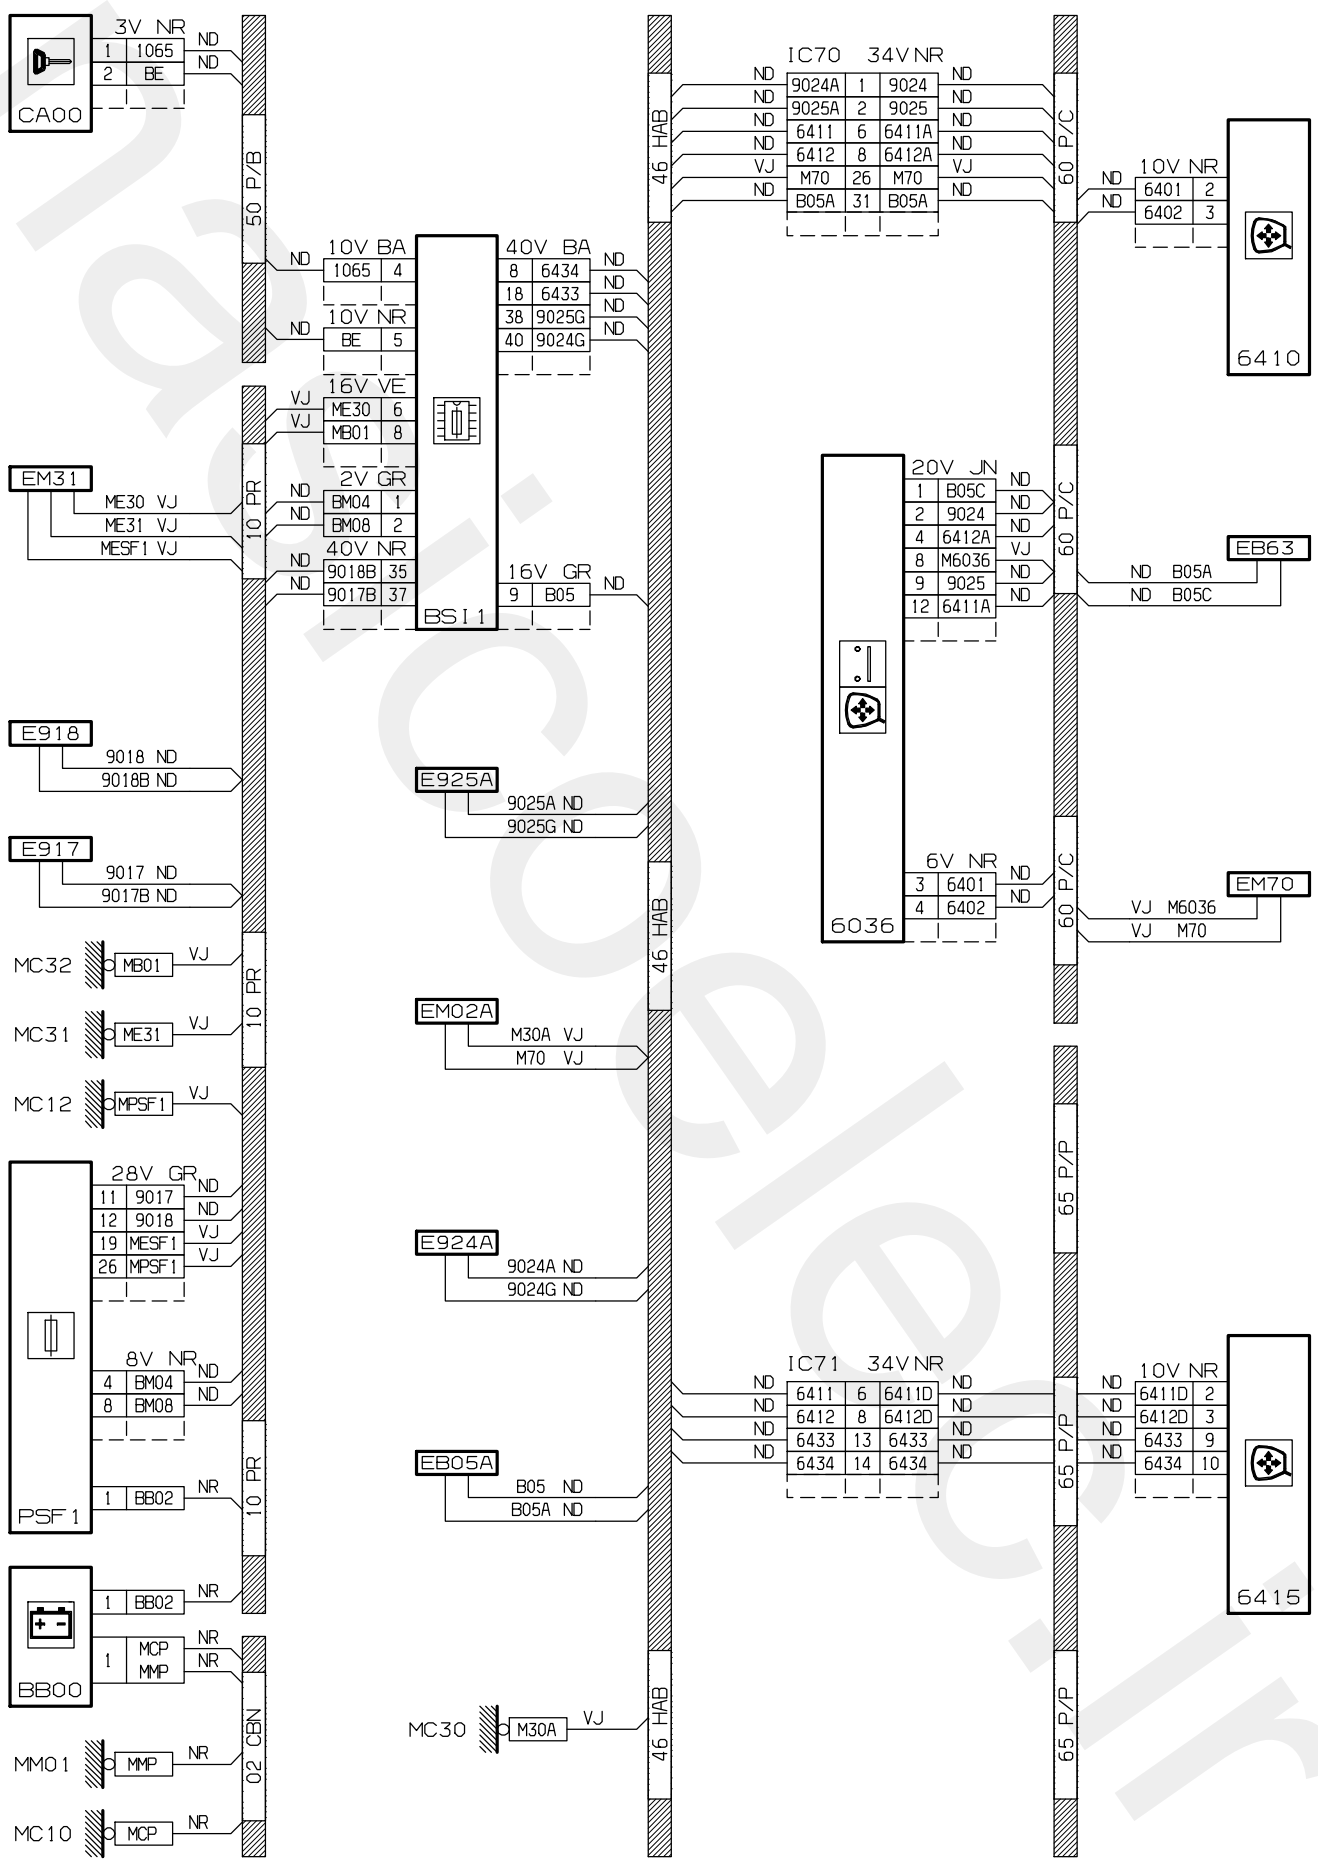 3V NR
1 1065 ND
2 BE ND
CA00
50 P/B
10V BA
ND 1065 4
10V NR
ND BE 5
16V VE
VJ ME30 6
VJ MB01 8
2V GR
ND BM04 1
ND BM08 2
40V NR
ND 9018B 35
ND 9017B 37
BSI1
40V BA
8 6434 ND
18 6433 ND
38 9025G ND
40 9024G ND
16V GR
9 B05 ND
EM31
ME30 VJ
ME31 VJ
MESF1 VJ
10 PR
E918
9018 ND
9018B ND
E917
9017 ND
9017B ND
MC32 MB01 VJ
MC31 ME31 VJ
10 PR
MC12 MPSF1 VJ
28V GR
11 9017 ND
12 9018 ND
19 MESF1 VJ
26 MPSF1 VJ
8V NR
4 BM04 ND
8 BM08 ND
1 BB02 NR
PSF1
10 PR
1 BB02 NR
1 MCP NR
MMP NR
BB00
MM01 MMP NR
MC10 MCP NR
02 CBN
E925A
9025A ND
9025G ND
EM02A
M30A VJ
M70 VJ
E924A
9024A ND
9024G ND
EB05A
B05 ND
B05A ND
MC30 M30A VJ
46 HAB
46 HAB
46 HAB
IC70 34V NR
ND 9024A 1 9024 ND
ND 9025A 2 9025 ND
ND 6411 6 6411A ND
ND 6412 8 6412A ND
VJ M70 26 M70 VJ
ND B05A 31 B05A ND
60 P/C
10V NR
ND 6401 2
ND 6402 3
6410
20V JN
1 B05C ND
2 9024 ND
4 6412A ND
8 M6036 VJ
9 9025 ND
12 6411A ND
60 P/C
EB63
ND B05A
ND B05C
6V NR
3 6401 ND
4 6402 ND
6036
60 P/C
EM70
VJ M6036
VJ M70
65 P/P
IC71 34V NR
ND 6411 6 6411D ND
ND 6412 8 6412D ND
ND 6433 13 6433 ND
ND 6434 14 6434 ND
65 P/P
10V NR
ND 6411D 2
ND 6412D 3
ND 6433 9
ND 6434 10
6415
65 P/P